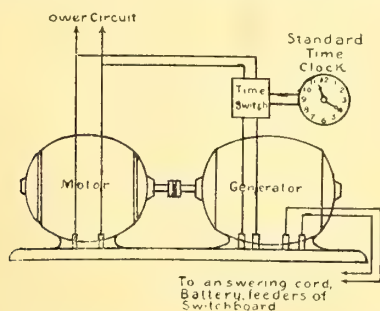 ower Circuit
Standard
Time
Clock
Time
Switch
Motor
Generator
To answering cord,
Battery, feeders of
Switchboard